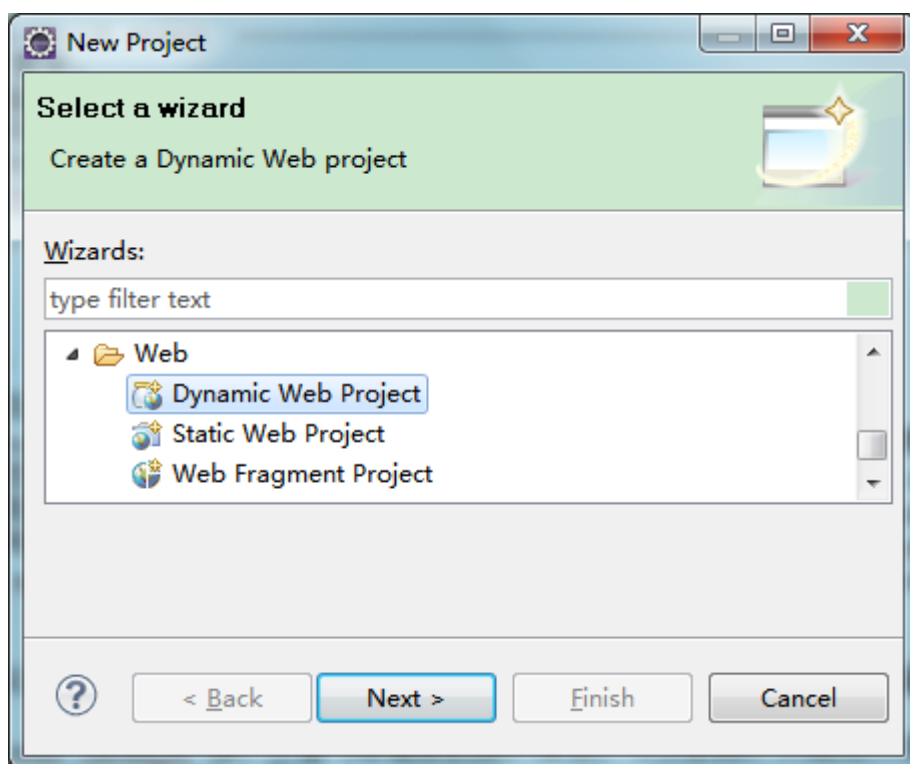 New Project
Select a wizard
Create a Dynamic Web project
Wizards:
type filter text
Web
Dynamic Web Project
Static Web Project
Web Fragment Project
? < Back Next > Finish Cancel